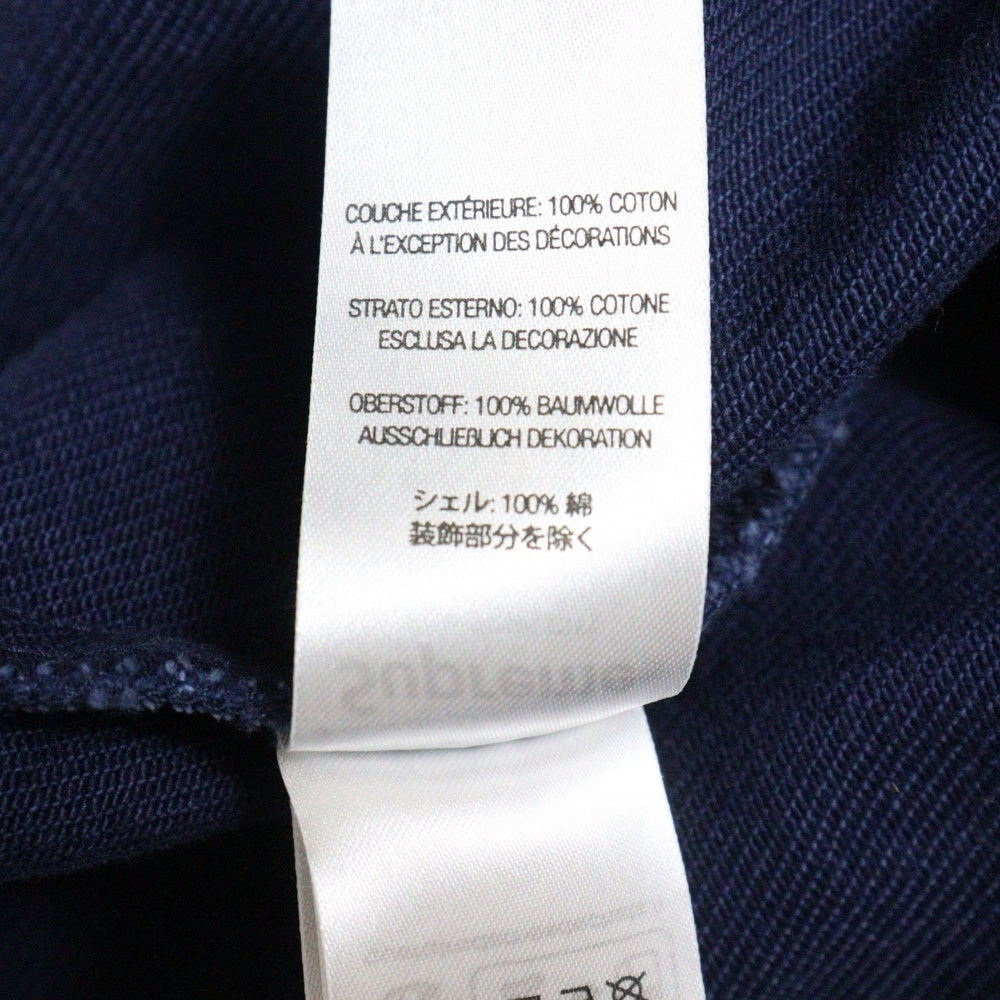 COUCHE EXTÉRIEURE: 100% COTON
À L'EXCEPTION DES DÉCORATIONS
STRATO ESTERNO: 100% COTONE
ESCLUSA LA DECORAZIONE
OBERSTOFF: 100% BAUMWOLLE
AUSSCHLIEßLICH DEKORATION
シェル: 100% 綿
装飾部分を除く
Supreme